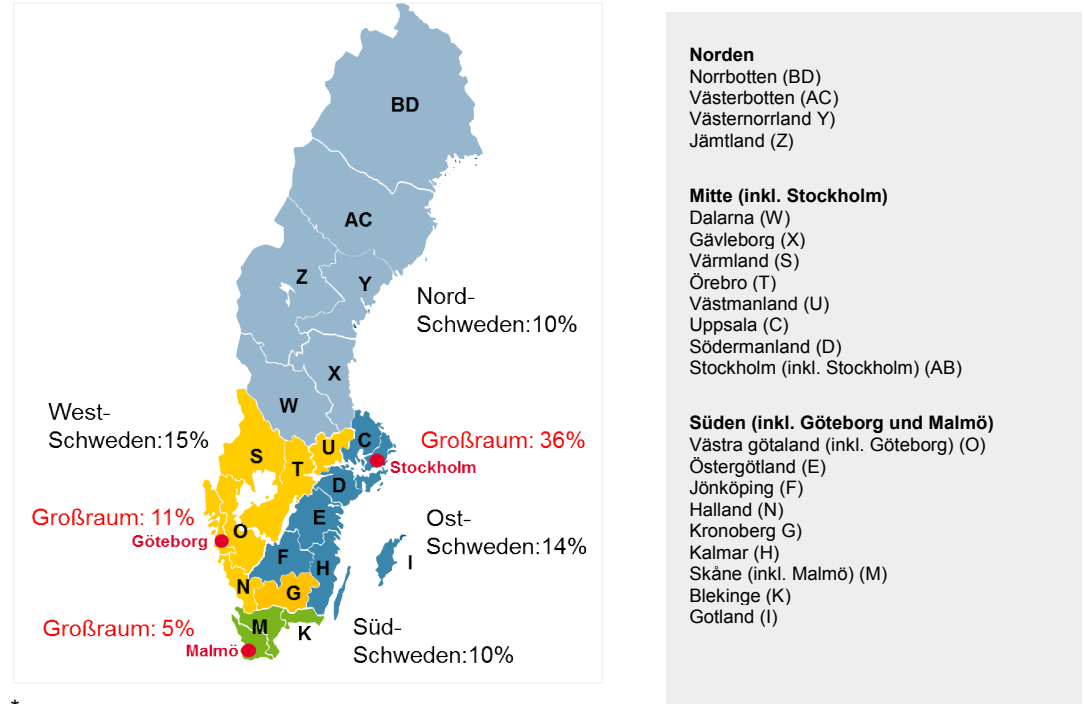 BD
AC
Z
Y
Nord-
Schweden:10%
X
W
West-
Schweden:15%
S
T
U
C
Großraum: 36%
Stockholm
D
E
Großraum: 11%
Göteborg
O
Ost-
Schweden:14%
F
H
I
N
G
Großraum: 5%
Malmö
M
K
Süd-
Schweden:10%
*
Norden
Norrbotten (BD)
Västerbotten (AC)
Västernorrland Y)
Jämtland (Z)
Mitte (inkl. Stockholm)
Dalarna (W)
Gävleborg (X)
Värmland (S)
Örebro (T)
Västmanland (U)
Uppsala (C)
Södermanland (D)
Stockholm (inkl. Stockholm) (AB)
Süden (inkl. Göteborg und Malmö)
Västra götaland (inkl. Göteborg) (O)
Östergötland (E)
Jönköping (F)
Halland (N)
Kronoberg G)
Kalmar (H)
Skåne (inkl. Malmö) (M)
Blekinge (K)
Gotland (I)